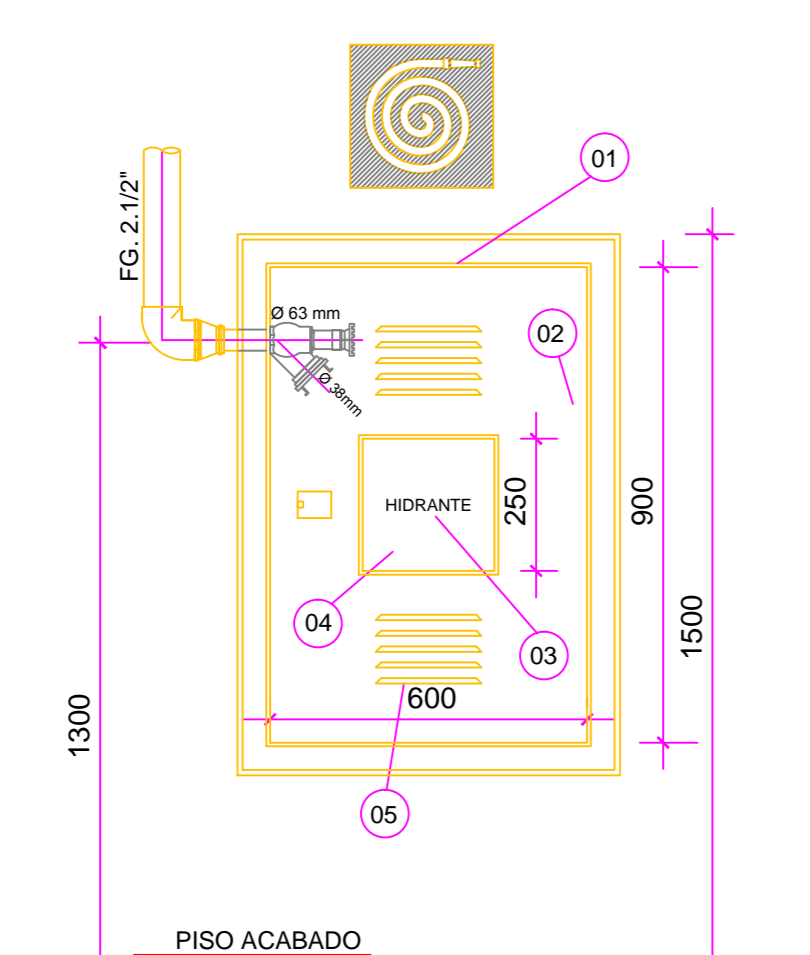 01
FG. 2.1/2"
Ø 63 mm
02
Ø 38mm
HIDRANTE
250
900
04
03
1500
600
1300
05
PISO ACABADO